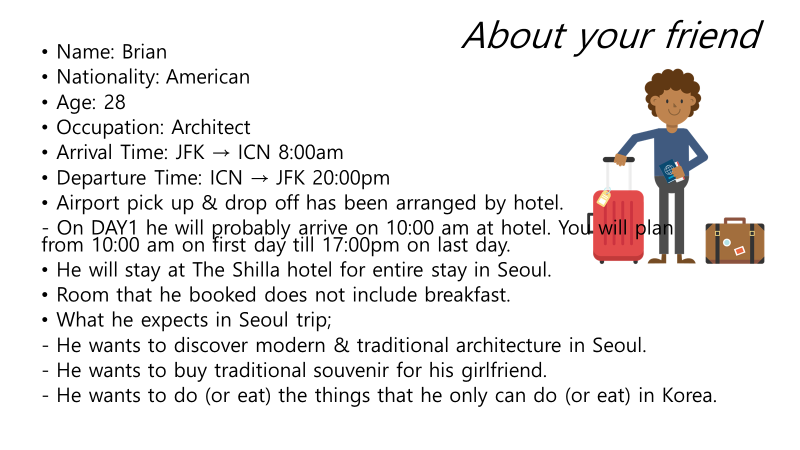 About your friend
• Name: Brian
• Nationality: American
• Age: 28
• Occupation: Architect
• Arrival Time: JFK → ICN 8:00am
• Departure Time: ICN → JFK 20:00pm
• Airport pick up & drop off has been arranged by hotel.
- On DAY1 he will probably arrive on 10:00 am at hotel. You will plan
from 10:00 am on first day till 17:00pm on last day.
• He will stay at The Shilla hotel for entire stay in Seoul.
• Room that he booked does not include breakfast.
• What he expects in Seoul trip;
- He wants to discover modern & traditional architecture in Seoul.
- He wants to buy traditional souvenir for his girlfriend.
- He wants to do (or eat) the things that he only can do (or eat) in Korea.